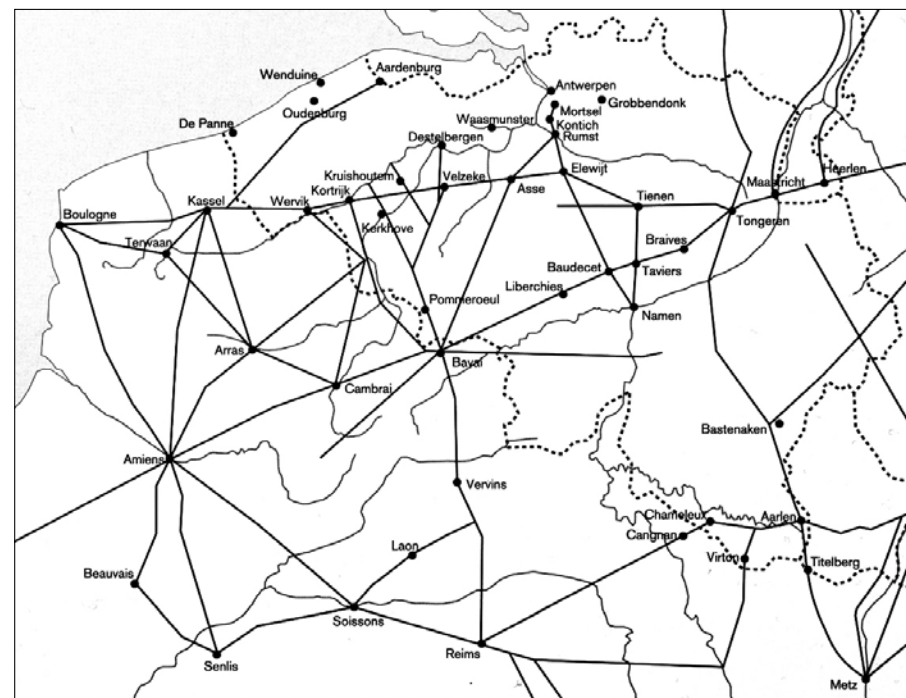 Aardenburg
Wenduine
Oudenburg
De Panne
Antwerpen
Mortsel
Grobbendonk
Kontich
Rumst
Waasmunster
Destelbergen
Kruishoutem
Velzeke
Asse
Elewijt
Kortrijk
Kassel
Wervik
Kerkhove
Boulogne
Terwaan
Tienen
Maastricht
Heerlen
Tongeren
Braives
Baudecet
Taviers
Liberchies
Namen
Pommeroeul
Bavai
Arras
Cambrai
Amiens
Bastenaken
Vervins
Chameleux
Aarlen
Cangnan
Virton
Titelberg
Laon
Beauvais
Soissons
Senlis
Reims
Metz